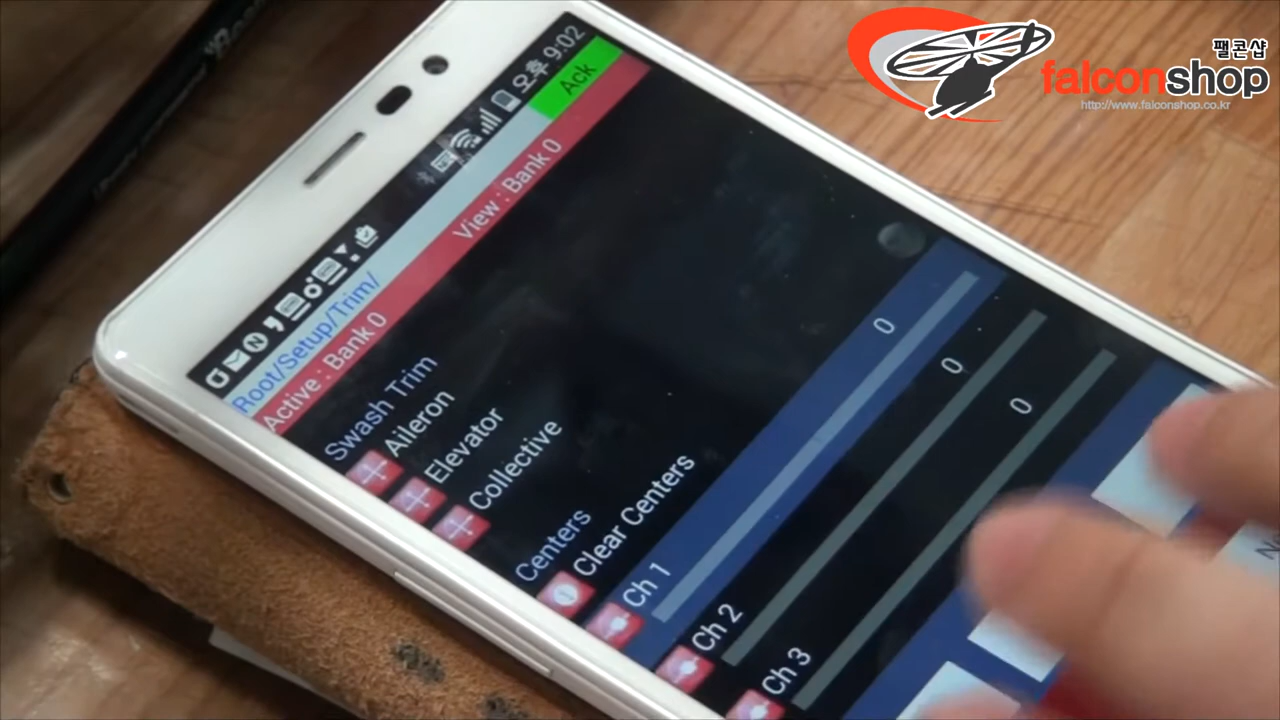 팰콘샵
falconshop
http://www.falconshop.co.kr
오후 9:02
Root/Setup/Trim/
Ack
Active : Bank 0
View : Bank 0
Swash Trim
Aileron
Elevator
Collective
Centers
Clear Centers
Ch 1
0
Ch 2
0
Ch 3
0